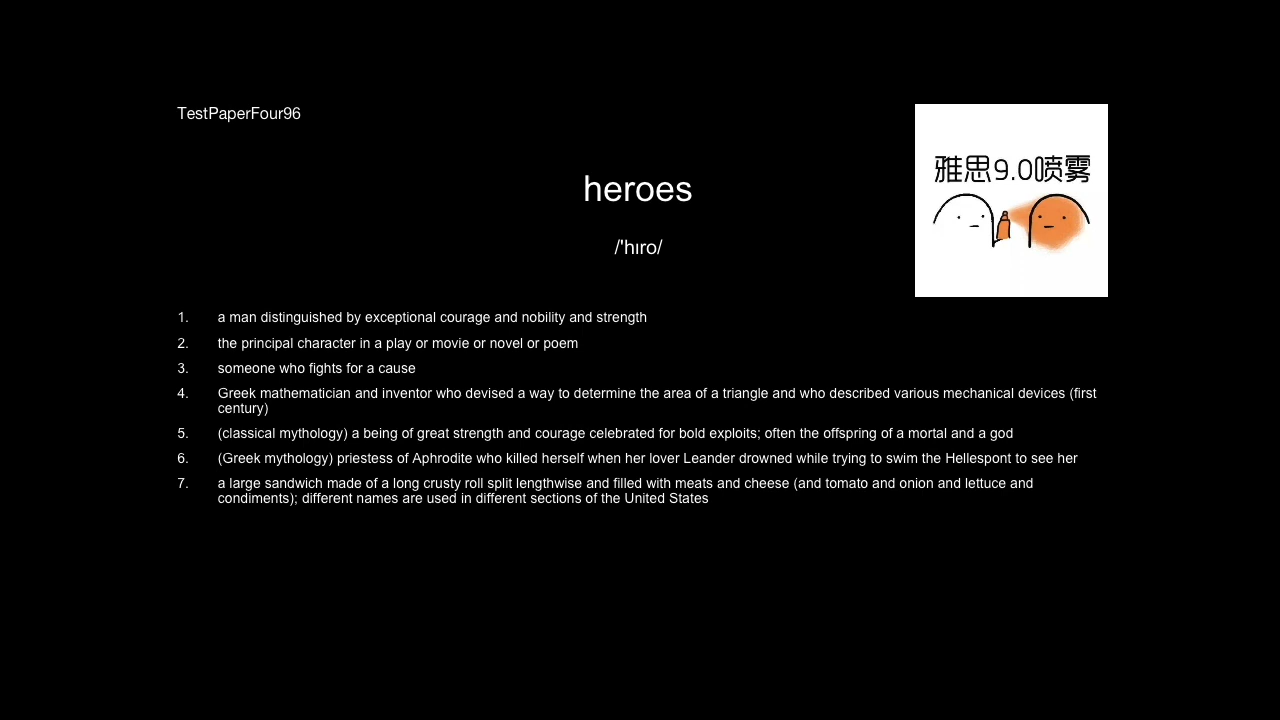 TestPaperFour96
雅思9.0喷雾
heroes
/'hɪro/
1. a man distinguished by exceptional courage and nobility and strength
2. the principal character in a play or movie or novel or poem
3. someone who fights for a cause
4. Greek mathematician and inventor who devised a way to determine the area of a triangle and who described various mechanical devices (first
century)
5. (classical mythology) a being of great strength and courage celebrated for bold exploits; often the offspring of a mortal and a god
6. (Greek mythology) priestess of Aphrodite who killed herself when her lover Leander drowned while trying to swim the Hellespont to see her
7. a large sandwich made of a long crusty roll split lengthwise and filled with meats and cheese (and tomato and onion and lettuce and
condiments); different names are used in different sections of the United States